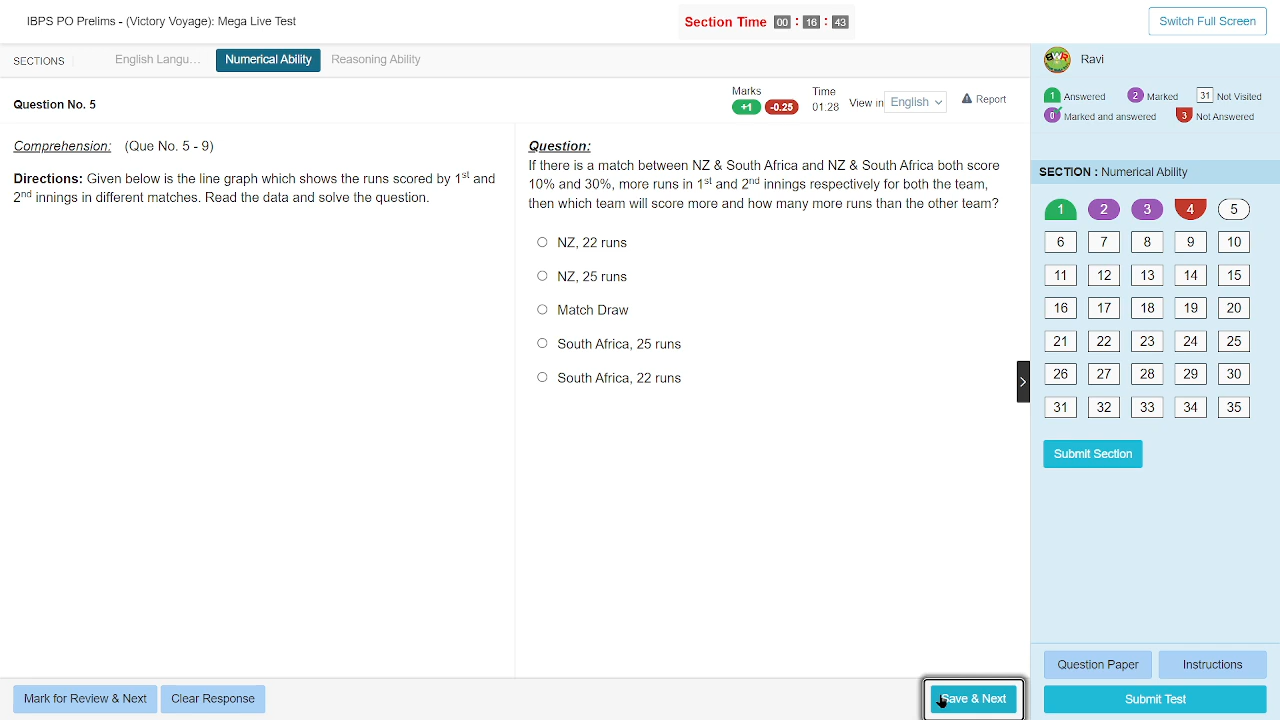 IBPS PO Prelims - (Victory Voyage): Mega Live Test
Section Time 00 : 16 : 43
Switch Full Screen
SECTIONS
English Langu...
Numerical Ability
Reasoning Ability
Ravi
Question No. 5
Marks
+1 -0.25
Time
01:28
View in English
Report
1 Answered
2 Marked
31 Not Visited
0 Marked and answered
3 Not Answered
Comprehension: (Que No. 5 - 9)
Directions: Given below is the line graph which shows the runs scored by 1st and
2nd innings in different matches. Read the data and solve the question.
Question:
If there is a match between NZ & South Africa and NZ & South Africa both score
10% and 30%, more runs in 1st and 2nd innings respectively for both the team,
then which team will score more and how many more runs than the other team?
NZ, 22 runs
NZ, 25 runs
Match Draw
South Africa, 25 runs
South Africa, 22 runs
SECTION : Numerical Ability
1 2 3 4 5
6 7 8 9 10
11 12 13 14 15
16 17 18 19 20
21 22 23 24 25
26 27 28 29 30
31 32 33 34 35
Submit Section
Question Paper
Instructions
Mark for Review & Next
Clear Response
Save & Next
Submit Test